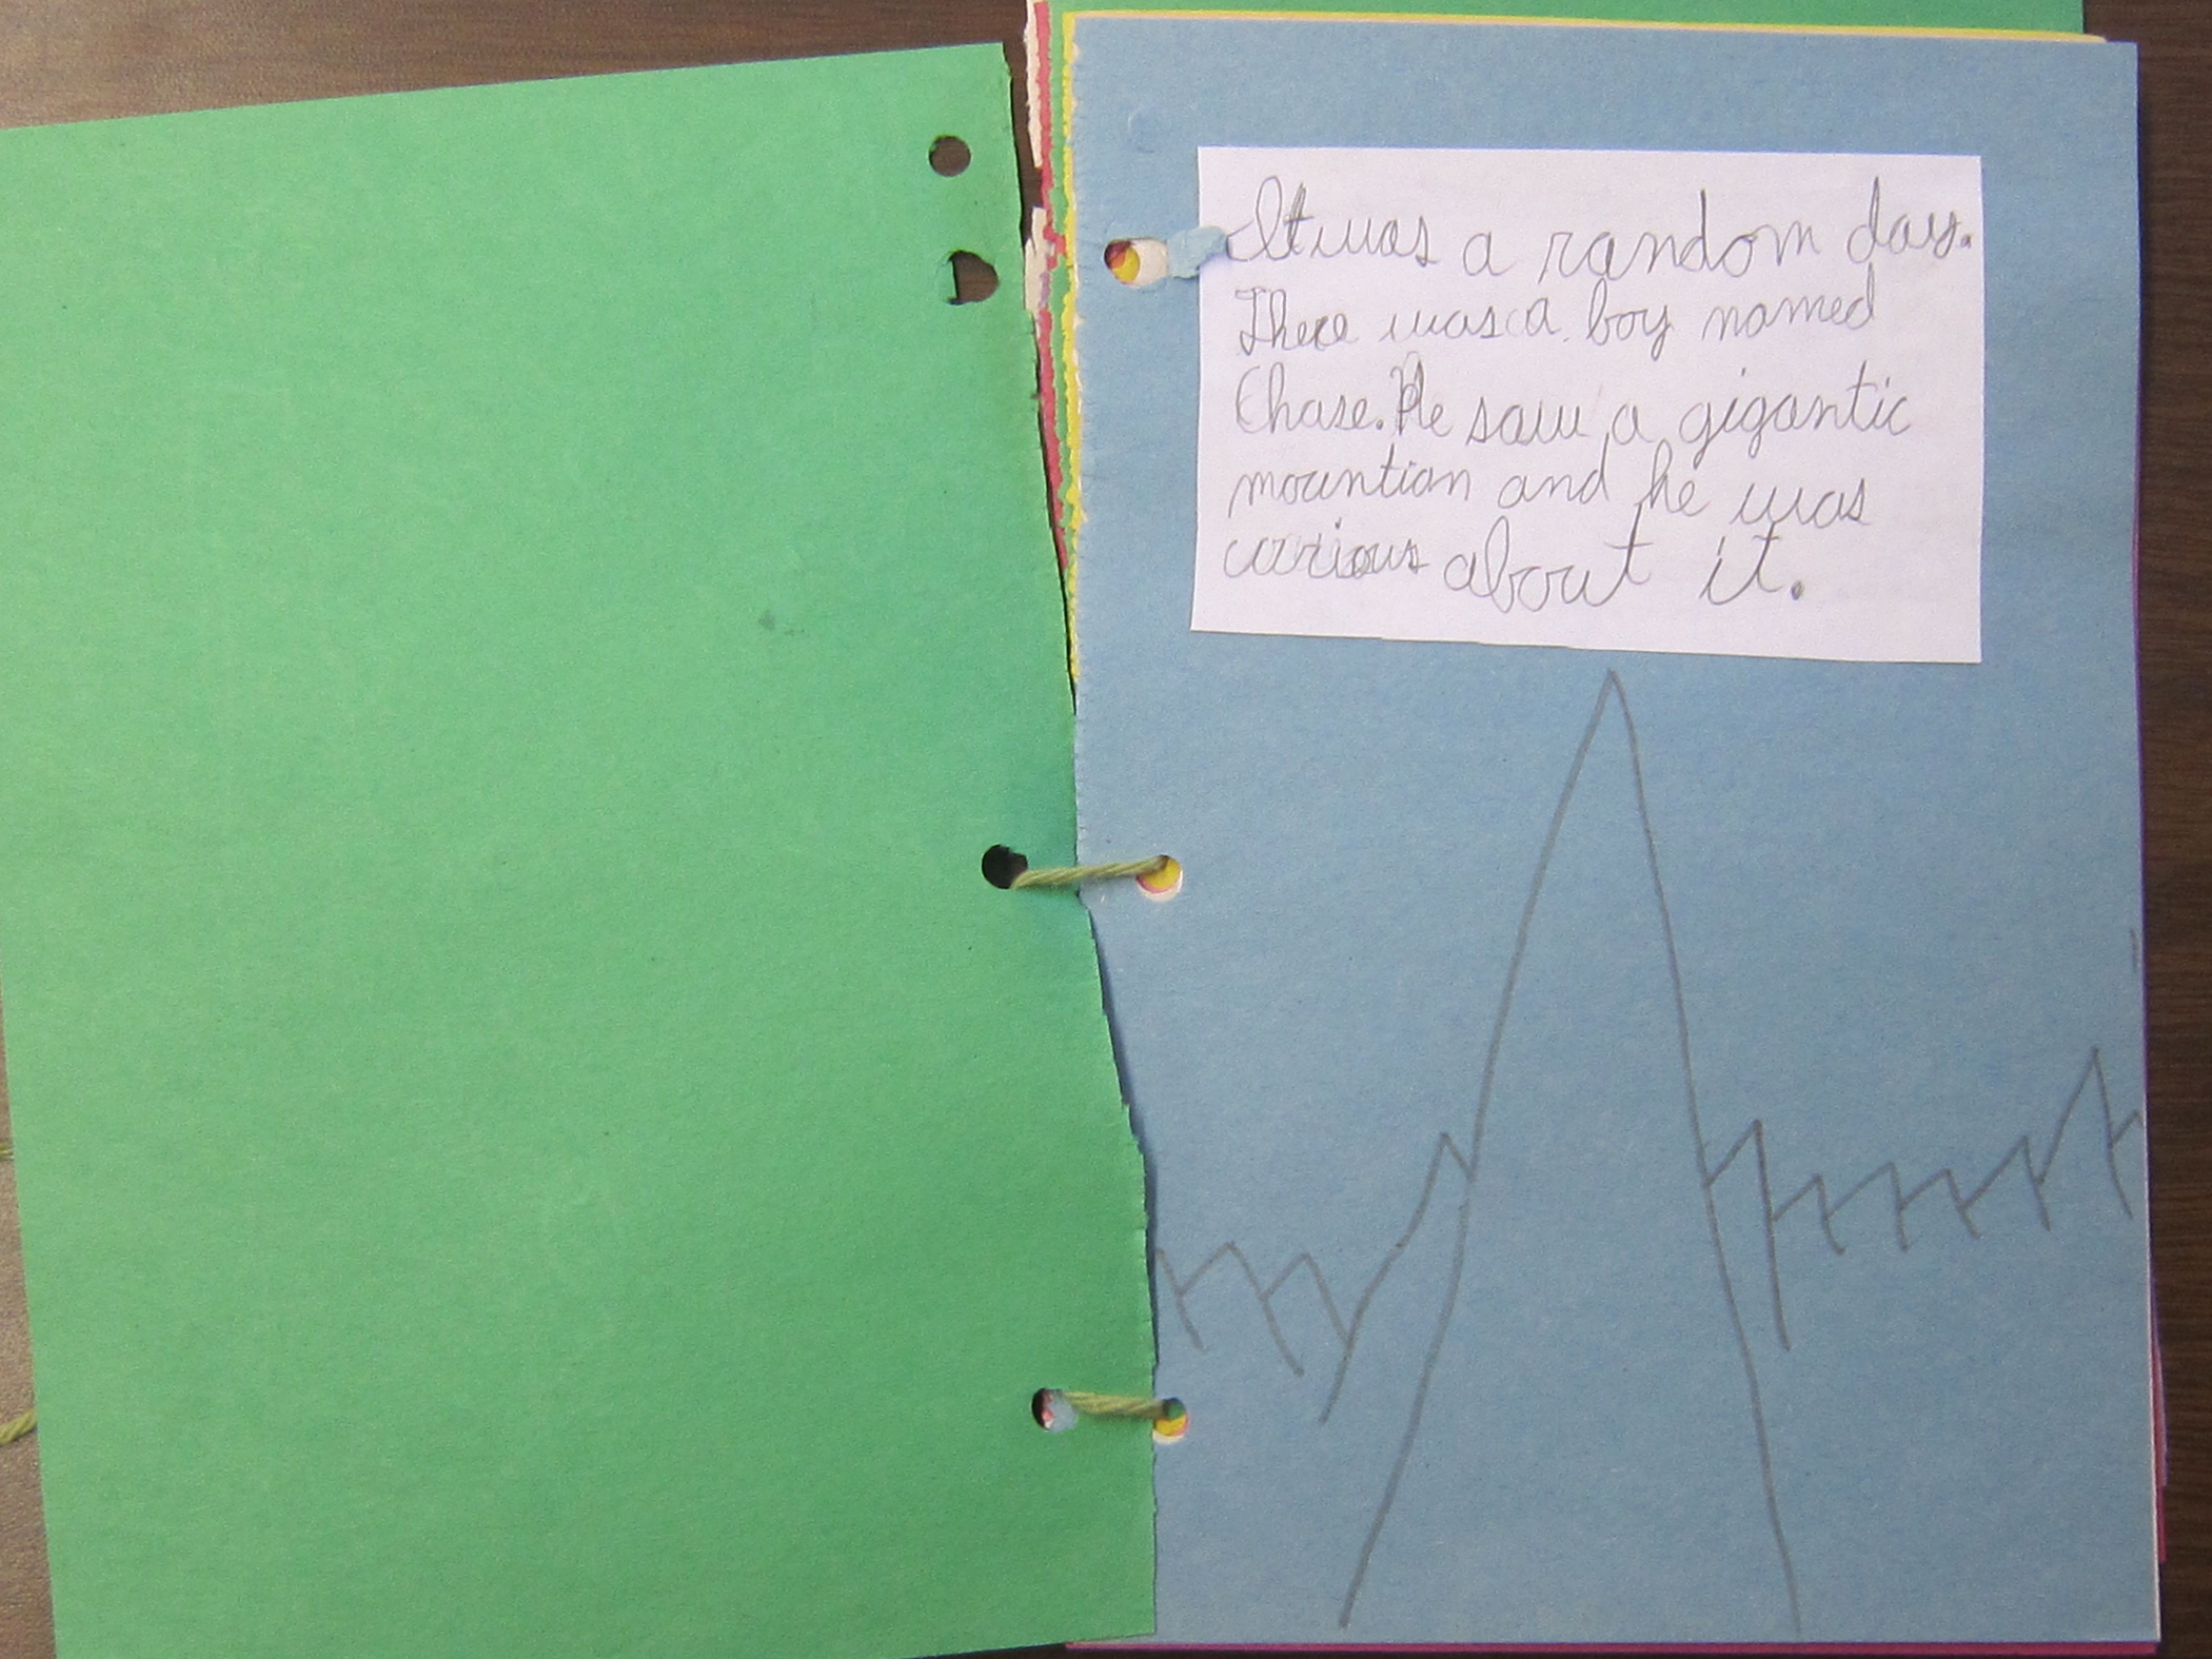 It was a random day.
There was a boy named
Chase. He saw a gigantic
mountian and he was
curious about it.